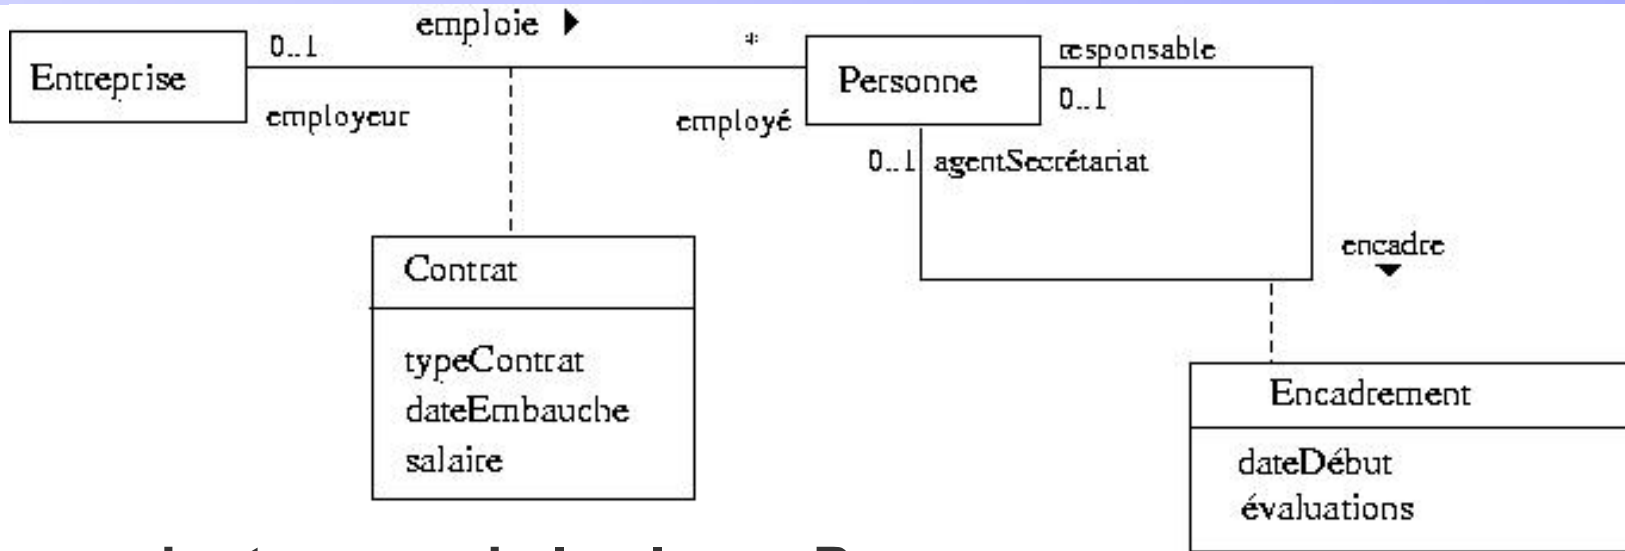 emploie
0..1
*
Entreprise
employeur
employé
Personne
responsable
0..1
0..1 agentSecrétariat
encadre
Contrat
typeContrat
dateEmbauche
salaire
Encadrement
dateDébut
évaluations